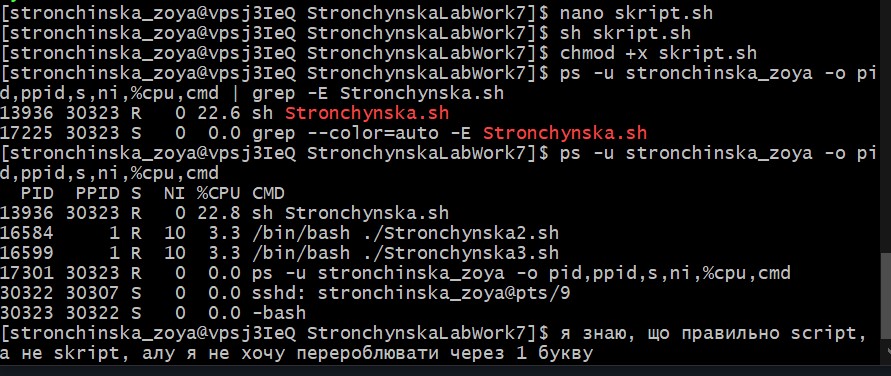 [stronchinska_zoya@vpsj3IeQ StronchynskaLabWork7]$ nano skript.sh
[stronchinska_zoya@vpsj3IeQ StronchynskaLabWork7]$ sh skript.sh
[stronchinska_zoya@vpsj3IeQ StronchynskaLabWork7]$ chmod +x skript.sh
[stronchinska_zoya@vpsj3IeQ StronchynskaLabWork7]$ ps -u stronchinska_zoya -o pi
d,ppid,s,ni,%cpu,cmd | grep -E Stronchynska.sh
13936 30323 R   0 22.6 sh Stronchynska.sh
17225 30323 S   0  0.0 grep --color=auto -E Stronchynska.sh
[stronchinska_zoya@vpsj3IeQ StronchynskaLabWork7]$ ps -u stronchinska_zoya -o pi
d,ppid,s,ni,%cpu,cmd
  PID  PPID S  NI %CPU CMD
13936 30323 R   0 22.8 sh Stronchynska.sh
16584     1 R  10  3.3 /bin/bash ./Stronchynska2.sh
16599     1 R  10  3.3 /bin/bash ./Stronchynska3.sh
17301 30323 R   0  0.0 ps -u stronchinska_zoya -o pid,ppid,s,ni,%cpu,cmd
30322 30307 S   0  0.0 sshd: stronchinska_zoya@pts/9
30323 30322 S   0  0.0 -bash
[stronchinska_zoya@vpsj3IeQ StronchynskaLabWork7]$ я знаю, що правильно script,
а не skript, алу я не хочу перероблювати через 1 букву